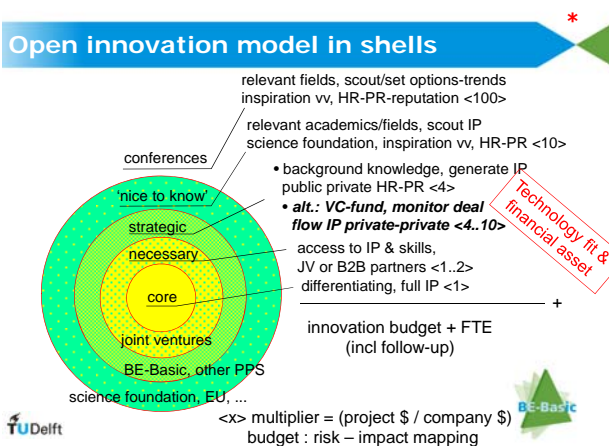 *
Open innovation model in shells
relevant fields, scout/set options-trends
inspiration vv, HR-PR-reputation <100>
relevant academics/fields, scout IP
science foundation, inspiration vv, HR-PR <10>
conferences
• background knowledge, generate IP
public private HR-PR <4>
'nice to know'
• alt.: VC-fund, monitor deal
flow IP private-private <4..10>
Technology fit &
financial asset
strategic
necessary
access to IP & skills,
JV or B2B partners <1..2>
core
differentiating, full IP <1>
+
innovation budget + FTE
(incl follow-up)
joint ventures
BE-Basic, other PPS
science foundation, EU, ...
<x> multiplier = (project $ / company $)
budget : risk – impact mapping
TUDelft
BE-Basic